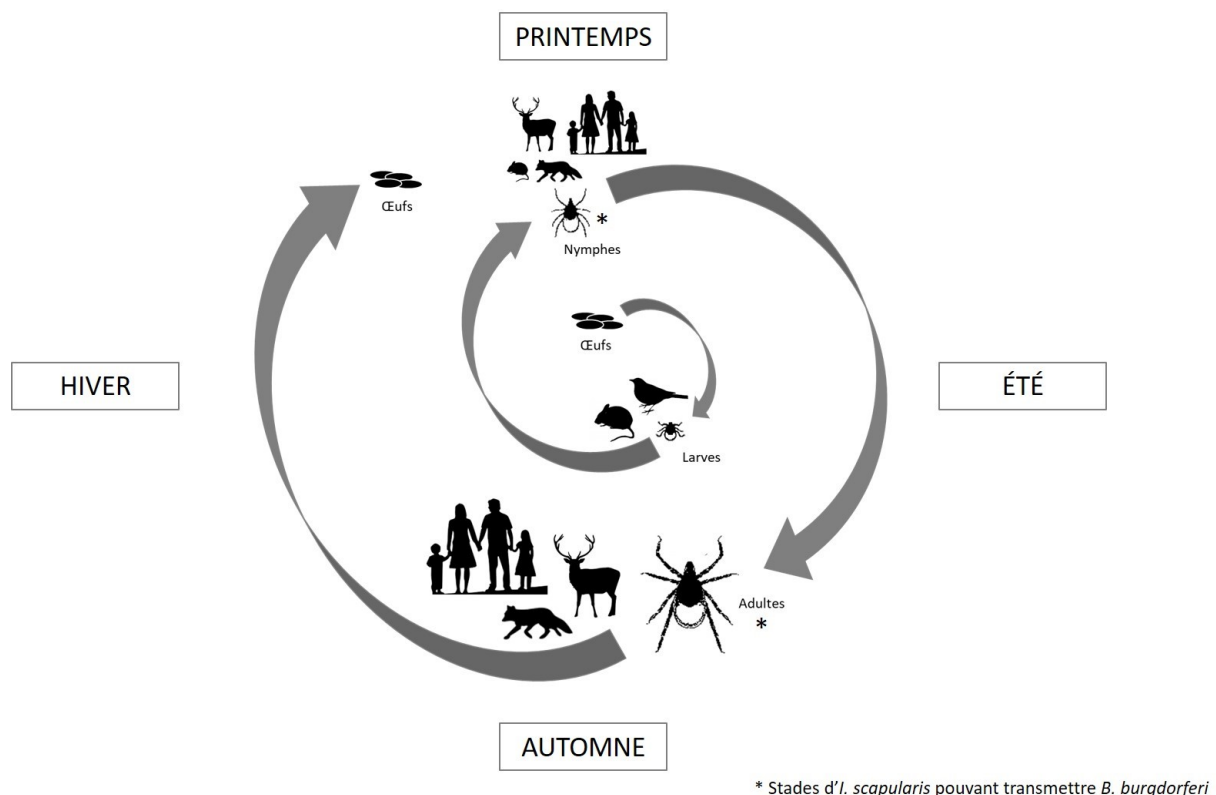 PRINTEMPS
Œufs
*
Nymphes
Œufs
HIVER
ÉTÉ
Larves
Adultes
*
AUTOMNE
* Stades d'I. scapularis pouvant transmettre B. burgdorferi